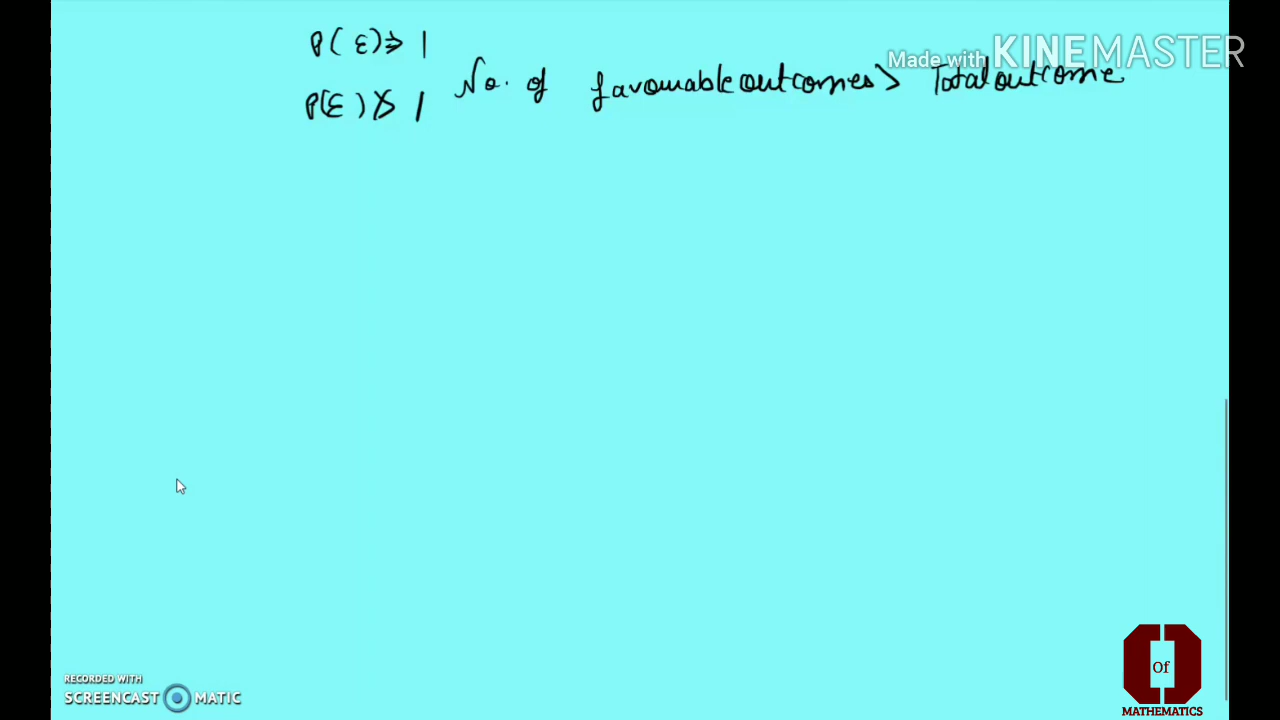 P(E) > 1
Made with KINEMASTER
No. of favourable outcomes > Total outcome
P(E) ≯ 1
RECORDED WITH
SCREENCAST MATIC
Of
MATHEMATICS